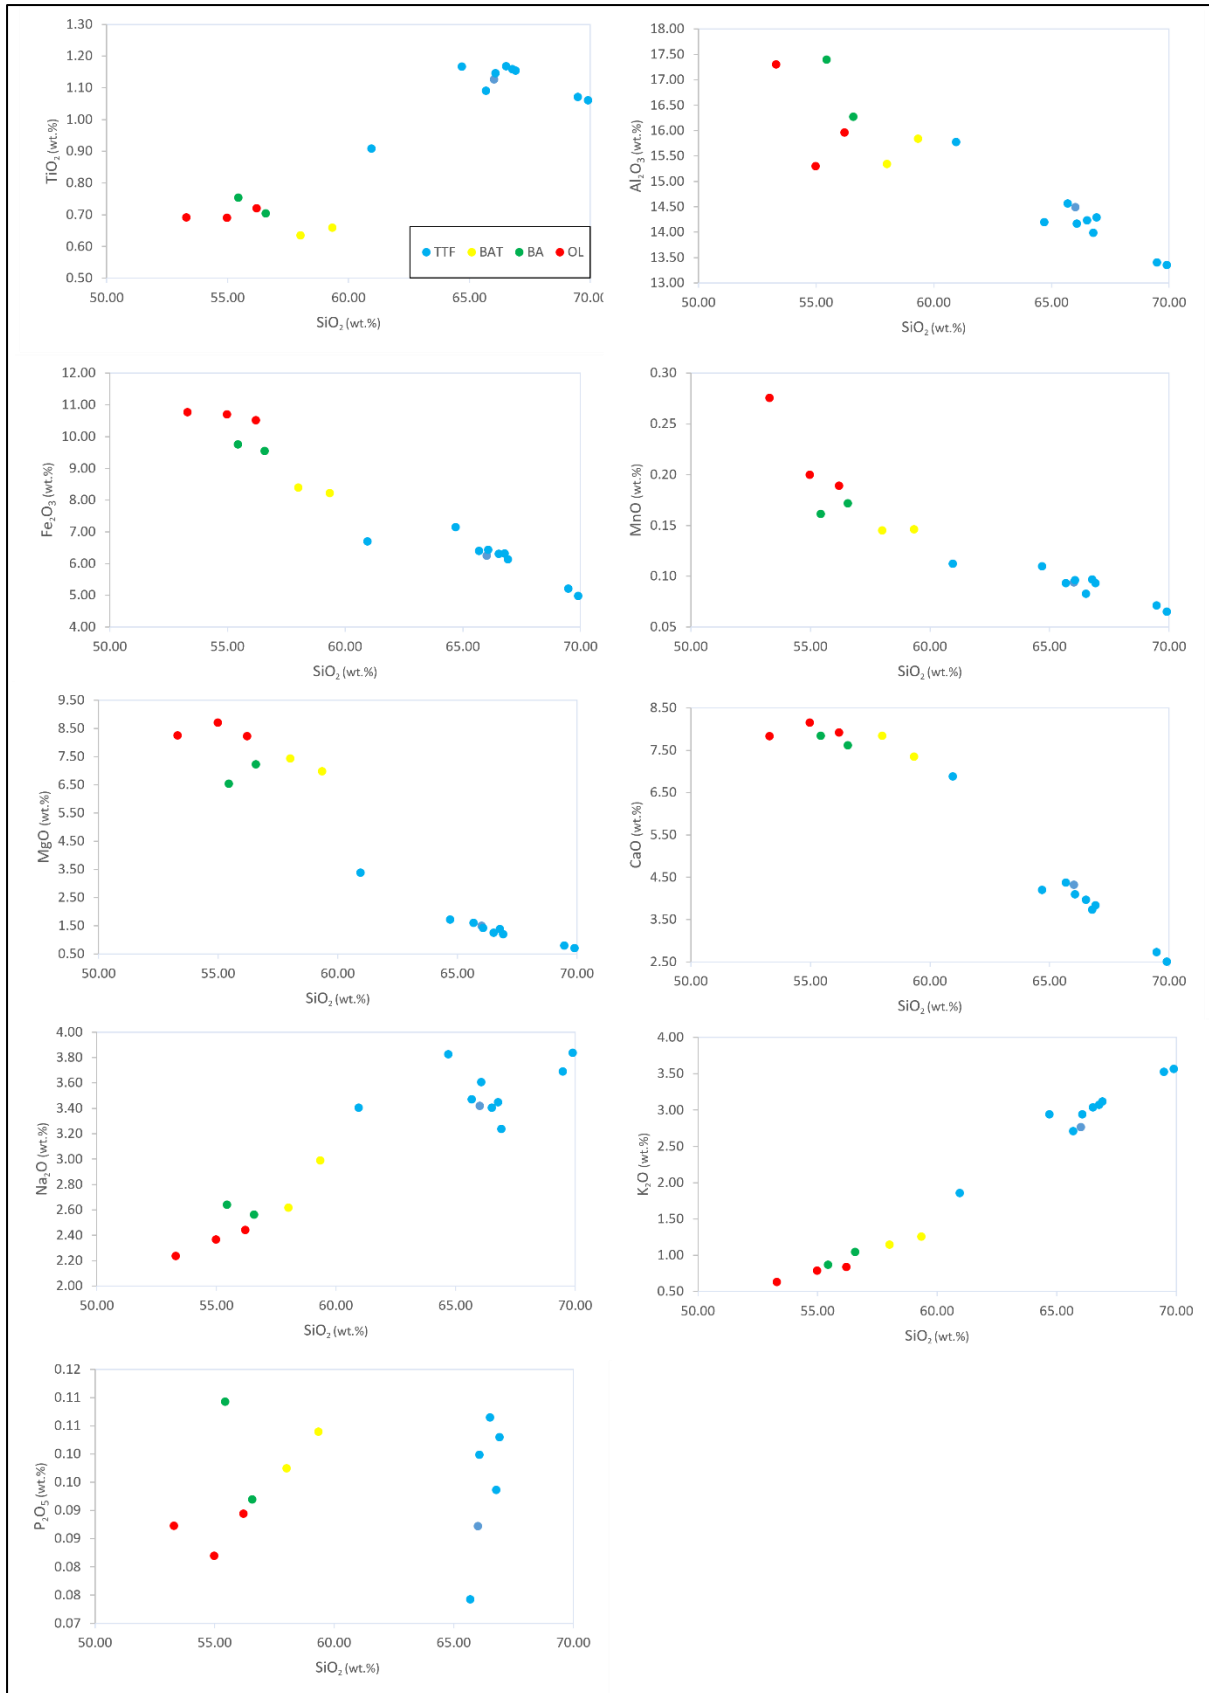 1.30
1.20
1.10
1.00
0.90
0.80
0.70
0.60
0.50
TiO₂ (wt.%)
50.00 55.00 60.00 65.00 70.00
SiO₂ (wt.%)
TTF BAT BA OL
18.00
17.50
17.00
16.50
16.00
15.50
15.00
14.50
14.00
13.50
13.00
Al₂O₃ (wt.%)
50.00 55.00 60.00 65.00 70.00
SiO₂ (wt.%)
12.00
11.00
10.00
9.00
8.00
7.00
6.00
5.00
4.00
Fe₂O₃ (wt.%)
50.00 55.00 60.00 65.00 70.00
SiO₂ (wt.%)
0.30
0.25
0.20
0.15
0.10
0.05
MnO (wt.%)
50.00 55.00 60.00 65.00 70.00
SiO₂ (wt.%)
9.50
8.50
7.50
6.50
5.50
4.50
3.50
2.50
1.50
0.50
MgO (wt.%)
50.00 55.00 60.00 65.00 70.00
SiO₂ (wt.%)
8.50
7.50
6.50
5.50
4.50
3.50
2.50
CaO (wt.%)
50.00 55.00 60.00 65.00 70.00
SiO₂ (wt.%)
4.00
3.80
3.60
3.40
3.20
3.00
2.80
2.60
2.40
2.20
2.00
Na₂O (wt.%)
50.00 55.00 60.00 65.00 70.00
SiO₂ (wt.%)
4.00
3.50
3.00
2.50
2.00
1.50
1.00
0.50
K₂O (wt.%)
50.00 55.00 60.00 65.00 70.00
SiO₂ (wt.%)
0.12
0.11
0.11
0.10
0.10
0.09
0.09
0.08
0.08
0.07
P₂O₅ (wt.%)
50.00 55.00 60.00 65.00 70.00
SiO₂ (wt.%)